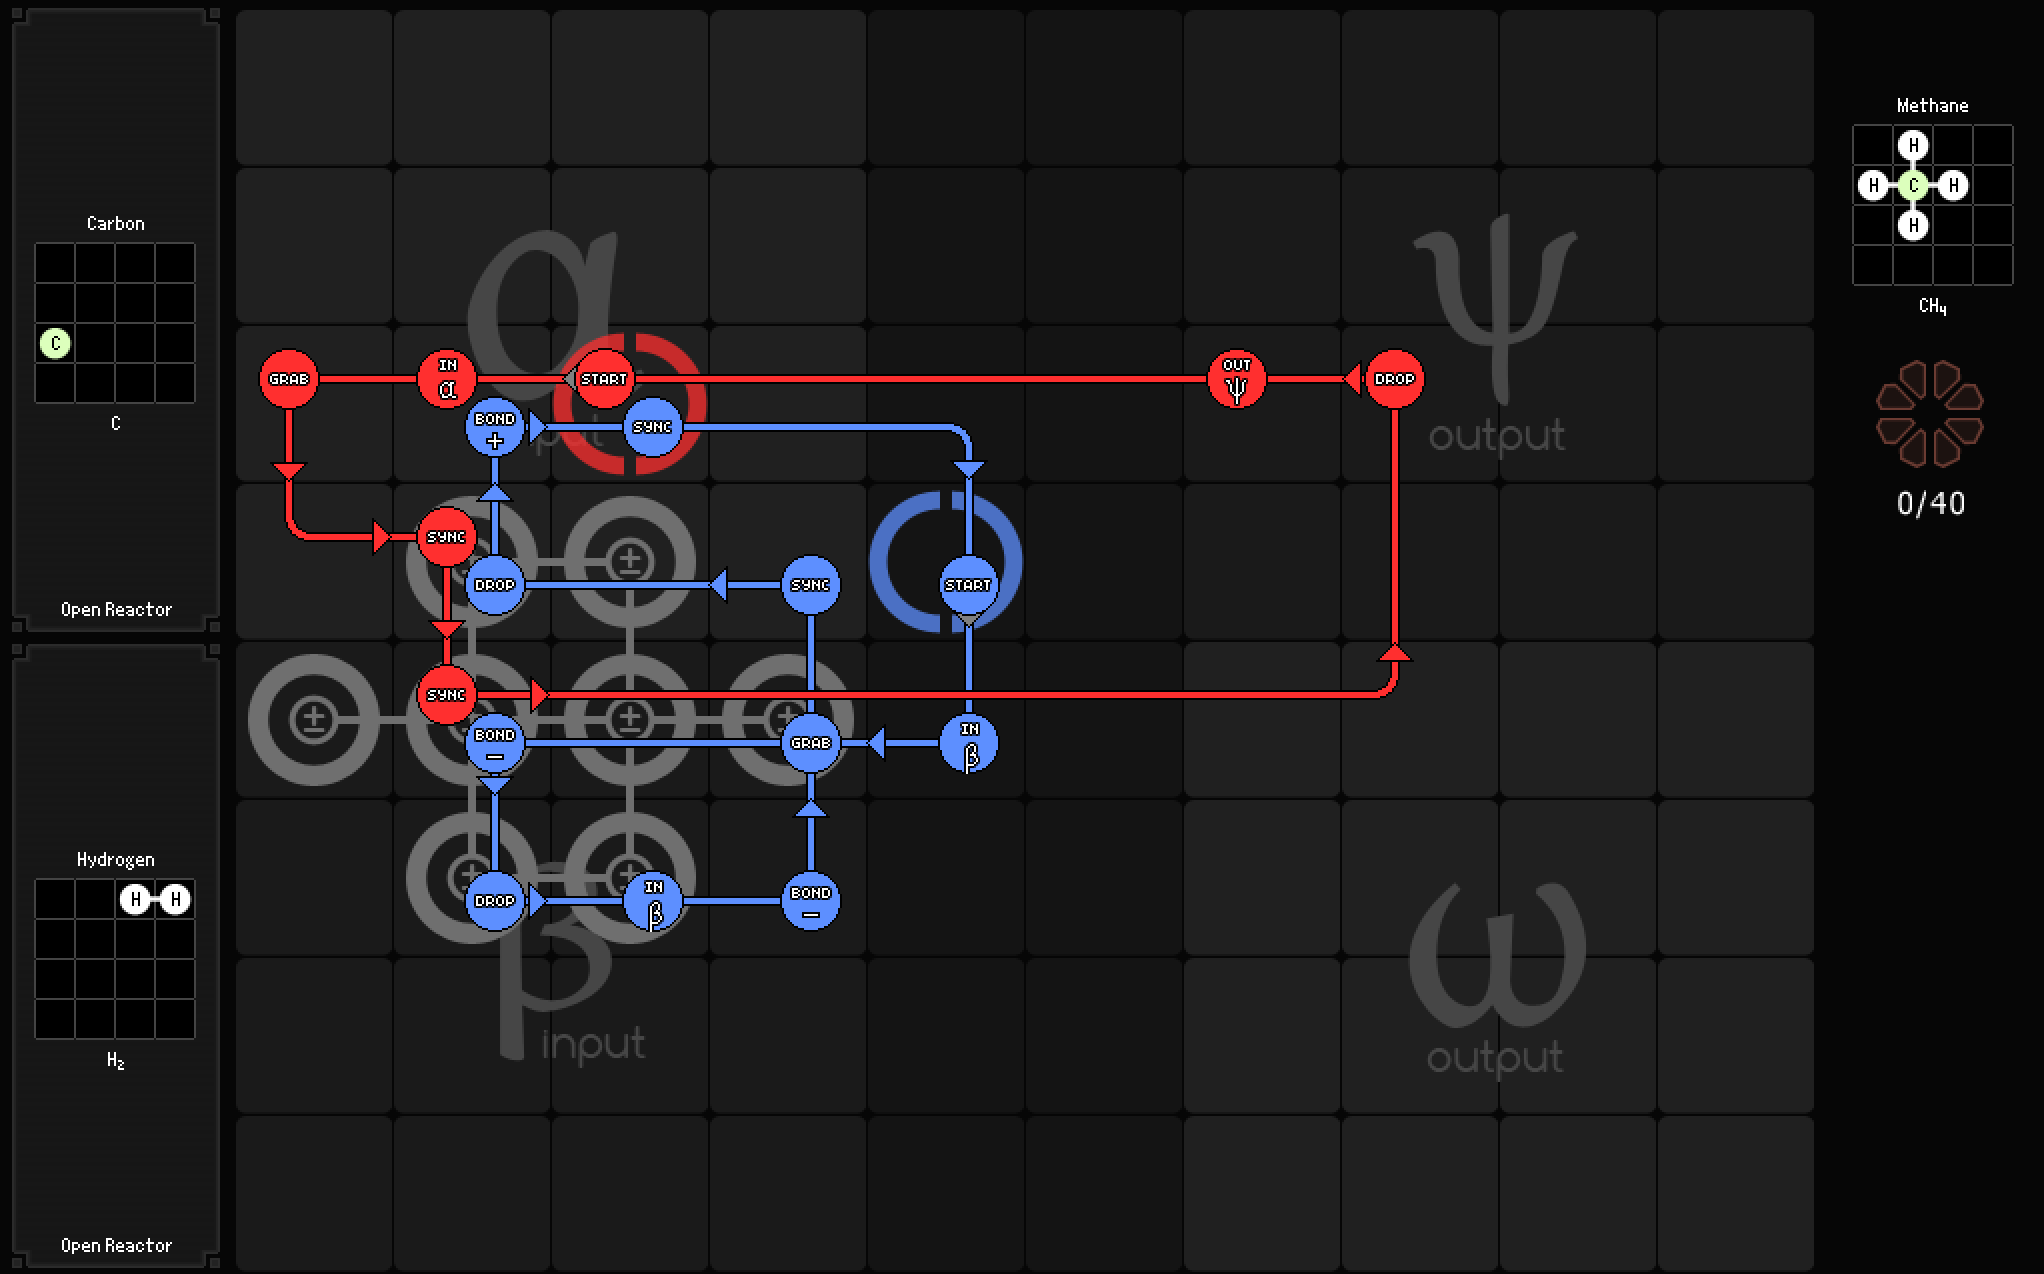 Carbon
C
C
Open Reactor
Hydrogen
H H
H₂
Open Reactor
α
input
β
input
ψ
output
ω
output
GRAB
IN
α
START
OUT
ψ
DROP
BOND
+
SYNC
SYNC
DROP
SYNC
START
SYNC
BOND
−
GRAB
IN
β
DROP
IN
β
BOND
−
±
±
±
±
±
±
±
Methane
H
H C H
H
CH₄
0/40